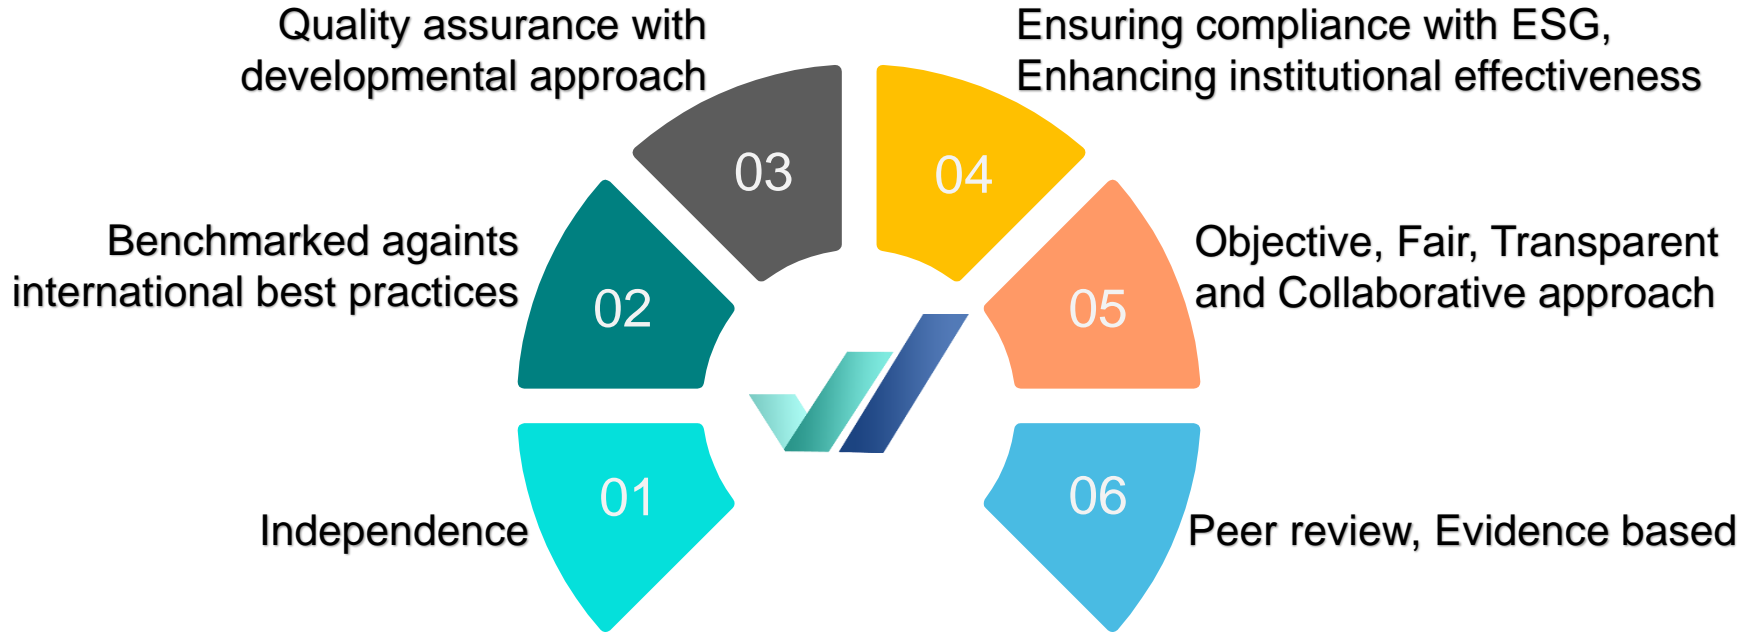 Quality assurance with
developmental approach
03
Ensuring compliance with ESG,
Enhancing institutional effectiveness
04
Benchmarked againts
international best practices
02
Objective, Fair, Transparent
and Collaborative approach
05
Independence
01
Peer review, Evidence based
06